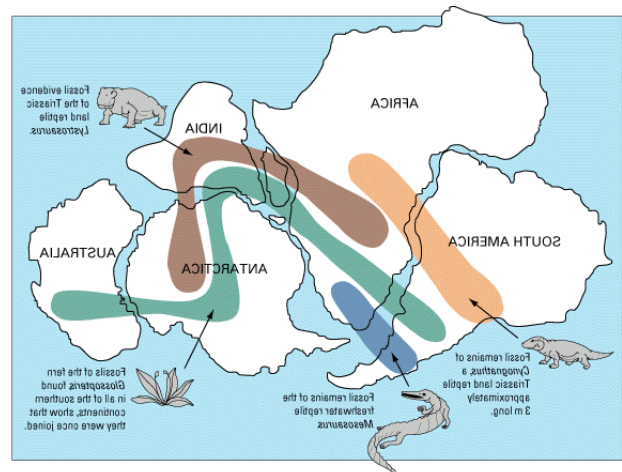 Fossil evidence
of the Triassic
land reptile
Lystrosaurus.
INDIA
AFRICA
AUSTRALIA
ANTARCTICA
SOUTH AMERICA
Fossils of the fern
Glossopteris found
in all of the southern
continents, show that
they were once joined.
Fossil remains of the
freshwater reptile
Mesosaurus
Fossil remains of
Cynognathus, a
Triassic land reptile
approximately
3 m long.